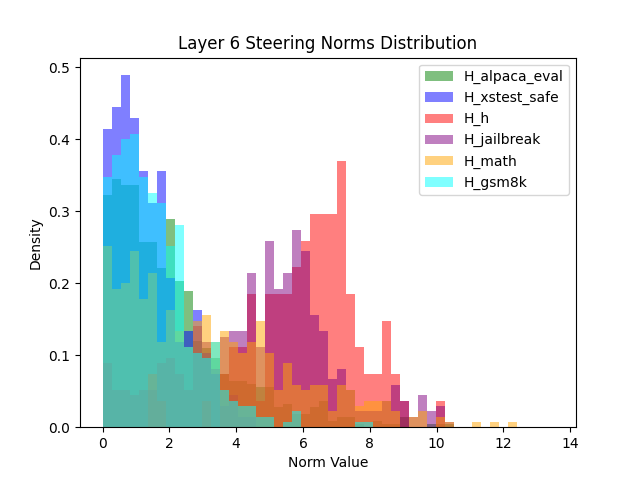 Layer 6 Steering Norms Distribution
H_alpaca_eval
H_xstest_safe
H_h
H_jailbreak
H_math
H_gsm8k
Density
0.5
0.4
0.3
0.2
0.1
0.0
0 2 4 6 8 10 12 14
Norm Value